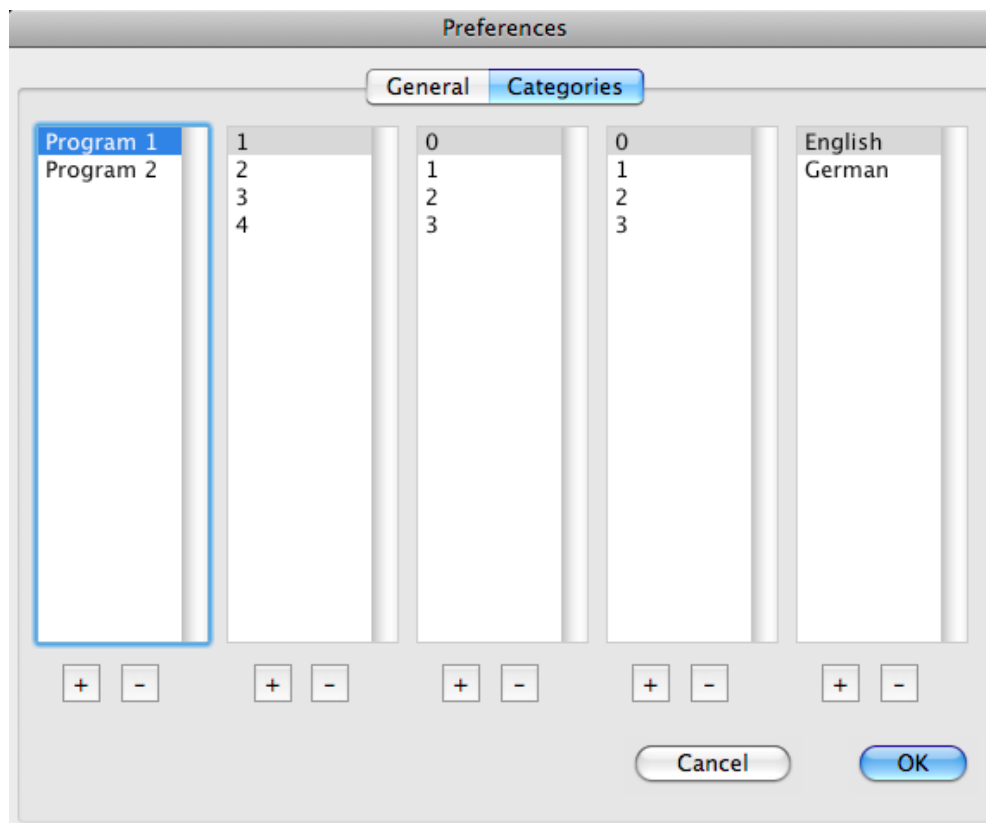 Preferences
General Categories
Program 1 1 0 0 English
Program 2 2 1 1 German
3 2 2
4 3 3
+ - + - + - + - + -
Cancel OK